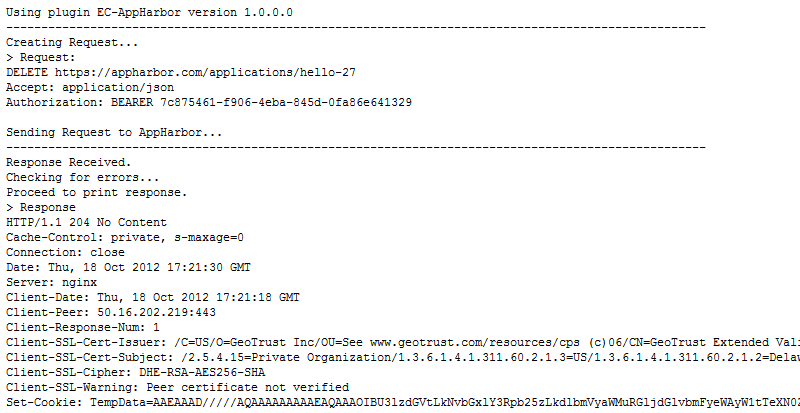 Using plugin EC-AppHarbor version 1.0.0.0
----------------------------------------------------------------------------------------------------
Creating Request...
> Request:
DELETE https://appharbor.com/applications/hello-27
Accept: application/json
Authorization: BEARER 7c875461-f906-4eba-845d-0fa86e641329
Sending Request to AppHarbor...
----------------------------------------------------------------------------------------------------
Response Received.
Checking for errors...
Proceed to print response.
> Response
HTTP/1.1 204 No Content
Cache-Control: private, s-maxage=0
Connection: close
Date: Thu, 18 Oct 2012 17:21:30 GMT
Server: nginx
Client-Date: Thu, 18 Oct 2012 17:21:18 GMT
Client-Peer: 50.16.202.219:443
Client-Response-Num: 1
Client-SSL-Cert-Issuer: /C=US/O=GeoTrust Inc/OU=See www.geotrust.com/resources/cps (c)06/CN=GeoTrust Extended Vali
Client-SSL-Cert-Subject: /2.5.4.15=Private Organization/1.3.6.1.4.1.311.60.2.1.3=US/1.3.6.1.4.1.311.60.2.1.2=Delaw
Client-SSL-Cipher: DHE-RSA-AES256-SHA
Client-SSL-Warning: Peer certificate not verified
Set-Cookie: